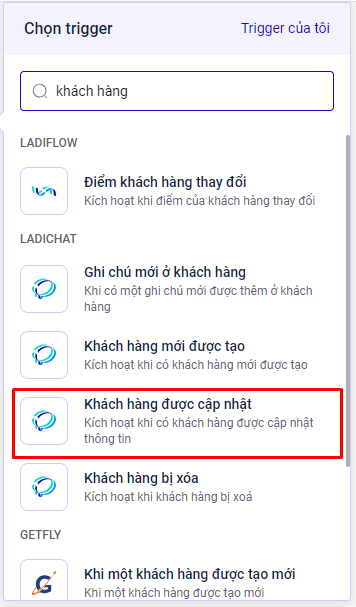 Chọn trigger
Trigger của tôi
khách hàng
LADIFLOW
Điểm khách hàng thay đổi
Kích hoạt khi điểm của khách hàng thay đổi
LADICHAT
Ghi chú mới ở khách hàng
Khi có một ghi chú mới được thêm ở khách
hàng
Khách hàng mới được tạo
Kích hoạt khi có khách hàng mới được tạo
Khách hàng được cập nhật
Kích hoạt khi có khách hàng được cập nhật
thông tin
Khách hàng bị xóa
Kích hoạt khi khách hàng bị xoá
GETFLY
Khi một khách hàng được tạo mới
Khi một khách hàng được tạo mới